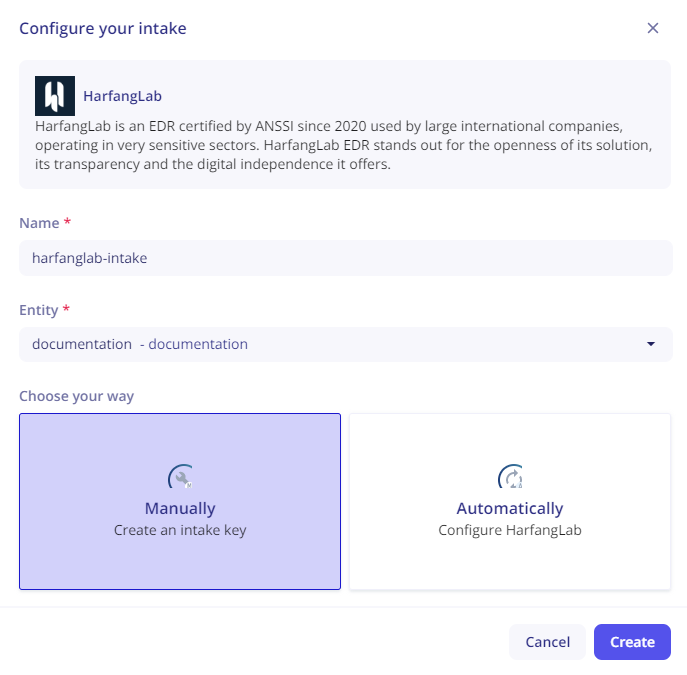 Configure your intake
HarfangLab
HarfangLab is an EDR certified by ANSSI since 2020 used by large international companies,
operating in very sensitive sectors. HarfangLab EDR stands out for the openness of its solution,
its transparency and the digital independence it offers.
Name *
harfanglab-intake
Entity *
documentation - documentation
Choose your way
Manually
Create an intake key
Automatically
Configure HarfangLab
Cancel
Create